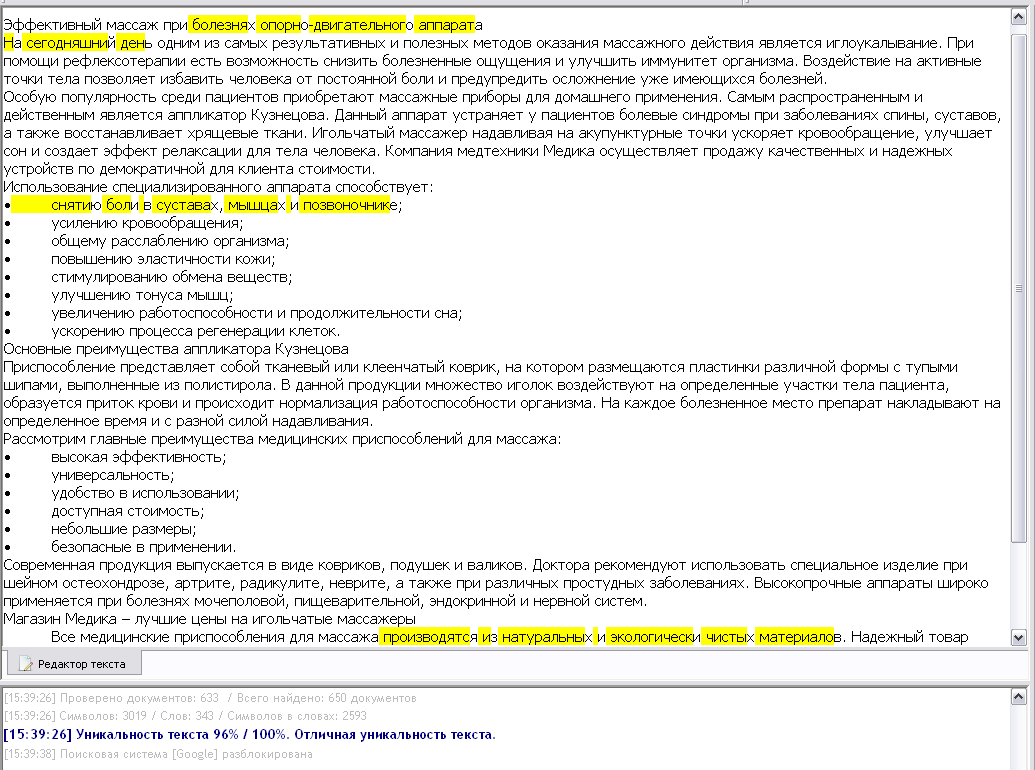 Эффективный массаж при болезнях опорно-двигательного аппарата
На сегодняшний день одним из самых результативных и полезных методов оказания массажного действия является иглоукалывание. При
помощи рефлексотерапии есть возможность снизить болезненные ощущения и улучшить иммунитет организма. Воздействие на активные
точки тела позволяет избавить человека от постоянной боли и предупредить осложнение уже имеющихся болезней.
Особую популярность среди пациентов приобретают массажные приборы для домашнего применения. Самым распространенным и
действенным является аппликатор Кузнецова. Данный аппарат устраняет у пациентов болевые синдромы при заболеваниях спины, суставов,
а также восстанавливает хрящевые ткани. Игольчатый массажер надавливая на акупунктурные точки ускоряет кровообращение, улучшает
сон и создает эффект релаксации для тела человека. Компания медтехники Медика осуществляет продажу качественных и надежных
устройств по демократичной для клиента стоимости.
Использование специализированного аппарата способствует:
• снятию боли в суставах, мышцах и позвоночнике;
• усилению кровообращения;
• общему расслаблению организма;
• повышению эластичности кожи;
• стимулированию обмена веществ;
• улучшению тонуса мышц;
• увеличению работоспособности и продолжительности сна;
• ускорению процесса регенерации клеток.
Основные преимущества аппликатора Кузнецова
Приспособление представляет собой тканевый или клеенчатый коврик, на котором размещаются пластинки различной формы с тупыми
шипами, выполненные из полистирола. В данной продукции множество иголок воздействуют на определенные участки тела пациента,
образуется приток крови и происходит нормализация работоспособности организма. На каждое болезненное место препарат накладывают на
определенное время и с разной силой надавливания.
Рассмотрим главные преимущества медицинских приспособлений для массажа:
• высокая эффективность;
• универсальность;
• удобство в использовании;
• доступная стоимость;
• небольшие размеры;
• безопасные в применении.
Современная продукция выпускается в виде ковриков, подушек и валиков. Доктора рекомендуют использовать специальное изделие при
шейном остеохондрозе, артрите, радикулите, неврите, а также при различных простудных заболеваниях. Высокопрочные аппараты широко
применяется при болезнях мочеполовой, пищеварительной, эндокринной и нервной систем.
Магазин Медика – лучшие цены на игольчатые массажеры
Все медицинские приспособления для массажа производятся из натуральных и экологически чистых материалов. Надежный товар
Редактор текста
[15:39:26] Проверено документов: 633 / Всего найдено: 650 документов
[15:39:26] Символов: 3019 / Слов: 343 / Символов в словах: 2593
[15:39:26] Уникальность текста 96% / 100%. Отличная уникальность текста.
[15:39:38] Поисковая система [Google] разблокирована